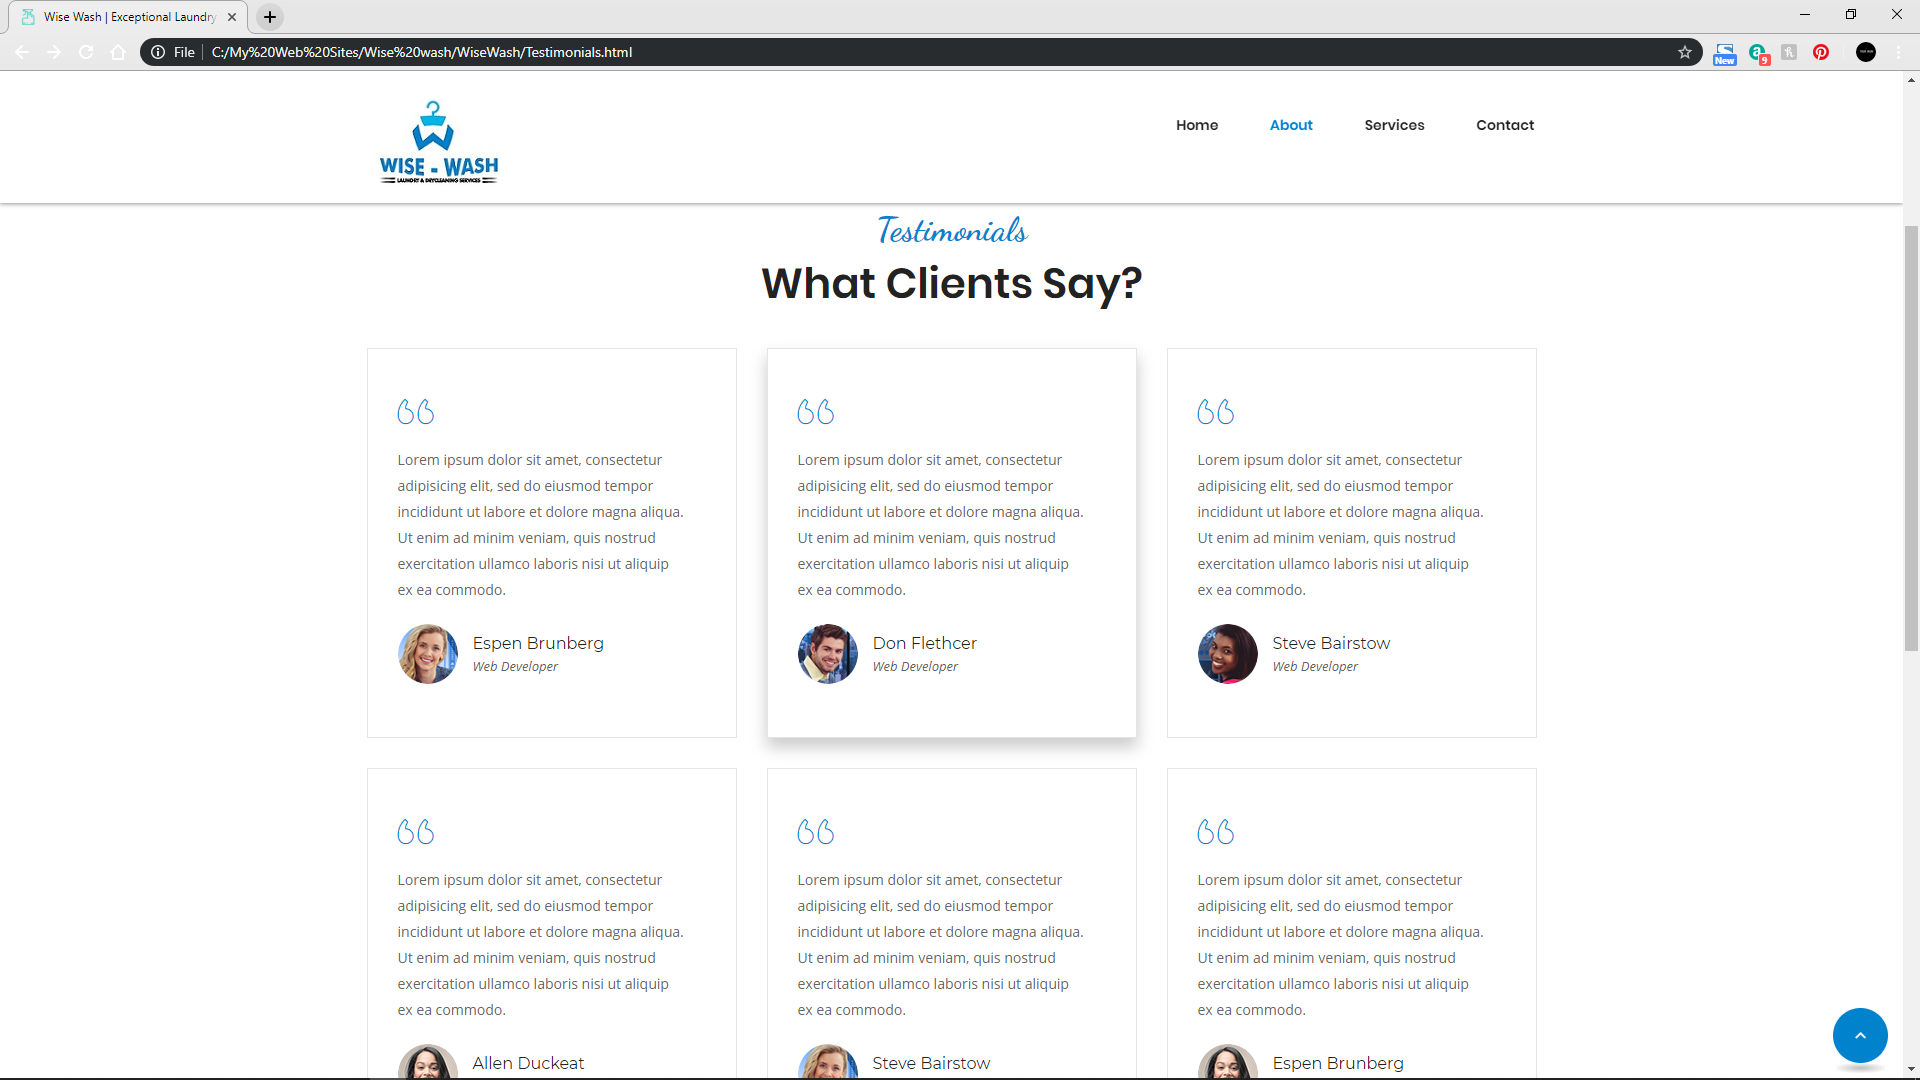 Wise Wash | Exceptional Laundry
File
C:/My%20Web%20Sites/Wise%20wash/WiseWash/Testimonials.html
New
9
WISE - WASH
LAUNDRY & DRYCLEANING SERVICES
Home
About
Services
Contact
Testimonials
What Clients Say?
Lorem ipsum dolor sit amet, consectetur
adipisicing elit, sed do eiusmod tempor
incididunt ut labore et dolore magna aliqua.
Ut enim ad minim veniam, quis nostrud
exercitation ullamco laboris nisi ut aliquip
ex ea commodo.
Espen Brunberg
Web Developer
Lorem ipsum dolor sit amet, consectetur
adipisicing elit, sed do eiusmod tempor
incididunt ut labore et dolore magna aliqua.
Ut enim ad minim veniam, quis nostrud
exercitation ullamco laboris nisi ut aliquip
ex ea commodo.
Don Flethcer
Web Developer
Lorem ipsum dolor sit amet, consectetur
adipisicing elit, sed do eiusmod tempor
incididunt ut labore et dolore magna aliqua.
Ut enim ad minim veniam, quis nostrud
exercitation ullamco laboris nisi ut aliquip
ex ea commodo.
Steve Bairstow
Web Developer
Lorem ipsum dolor sit amet, consectetur
adipisicing elit, sed do eiusmod tempor
incididunt ut labore et dolore magna aliqua.
Ut enim ad minim veniam, quis nostrud
exercitation ullamco laboris nisi ut aliquip
ex ea commodo.
Allen Duckeat
Lorem ipsum dolor sit amet, consectetur
adipisicing elit, sed do eiusmod tempor
incididunt ut labore et dolore magna aliqua.
Ut enim ad minim veniam, quis nostrud
exercitation ullamco laboris nisi ut aliquip
ex ea commodo.
Steve Bairstow
Lorem ipsum dolor sit amet, consectetur
adipisicing elit, sed do eiusmod tempor
incididunt ut labore et dolore magna aliqua.
Ut enim ad minim veniam, quis nostrud
exercitation ullamco laboris nisi ut aliquip
ex ea commodo.
Espen Brunberg